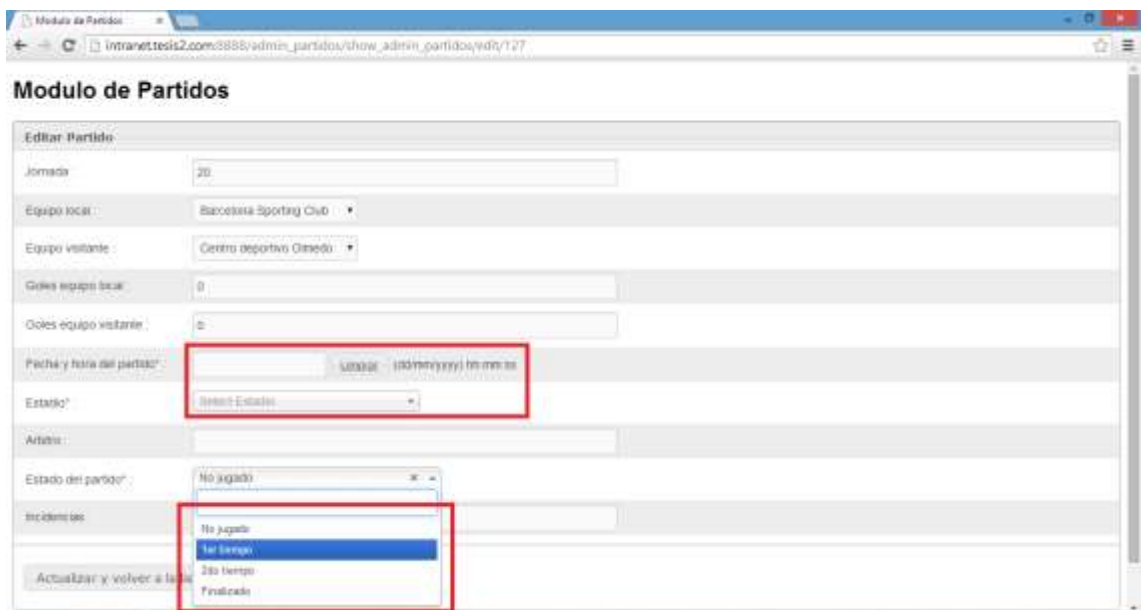 Modulo de Partidos
intranet.tesis2.com:8888/admin_partidos/show_admin_partidos/edit/127
Modulo de Partidos
Editar Partido
Jornada
20
Equipo local :
Barcelona Sporting Club
Equipo visitante :
Centro deportivo Olmedo
Goles equipo local
0
Goles equipo visitante :
0
Fecha y hora del partido* :
Limpiar (dd/mm/yyyy) hh:mm:ss
Estadio*
Select Estadio
Arbitro :
Estado del partido* :
No jugado
Incidencias
No jugado
1er tiempo
2do tiempo
Finalizado
Actualizar y volver a la